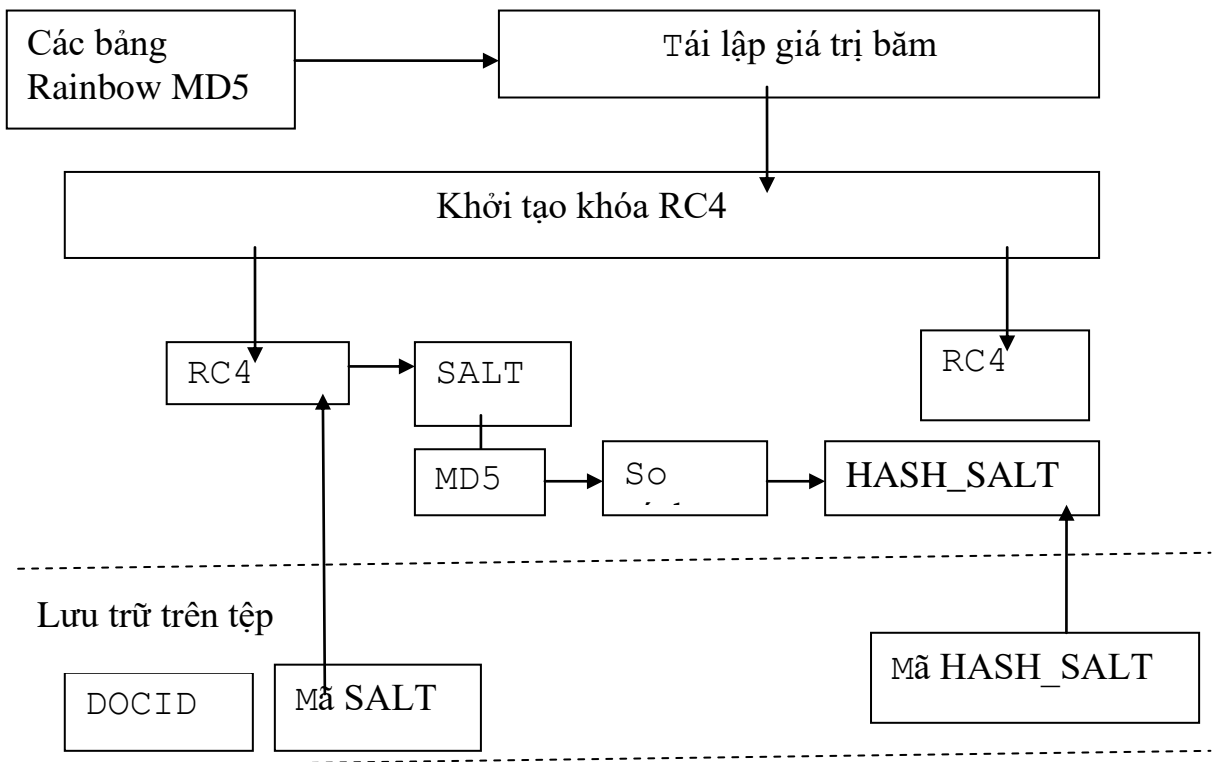 Các bảng
Rainbow MD5
Tái lập giá trị băm
Khởi tạo khóa RC4
RC4
SALT
RC4
MD5
So
HASH_SALT
Lưu trữ trên tệp
DOCID
Mã SALT
Mã HASH_SALT